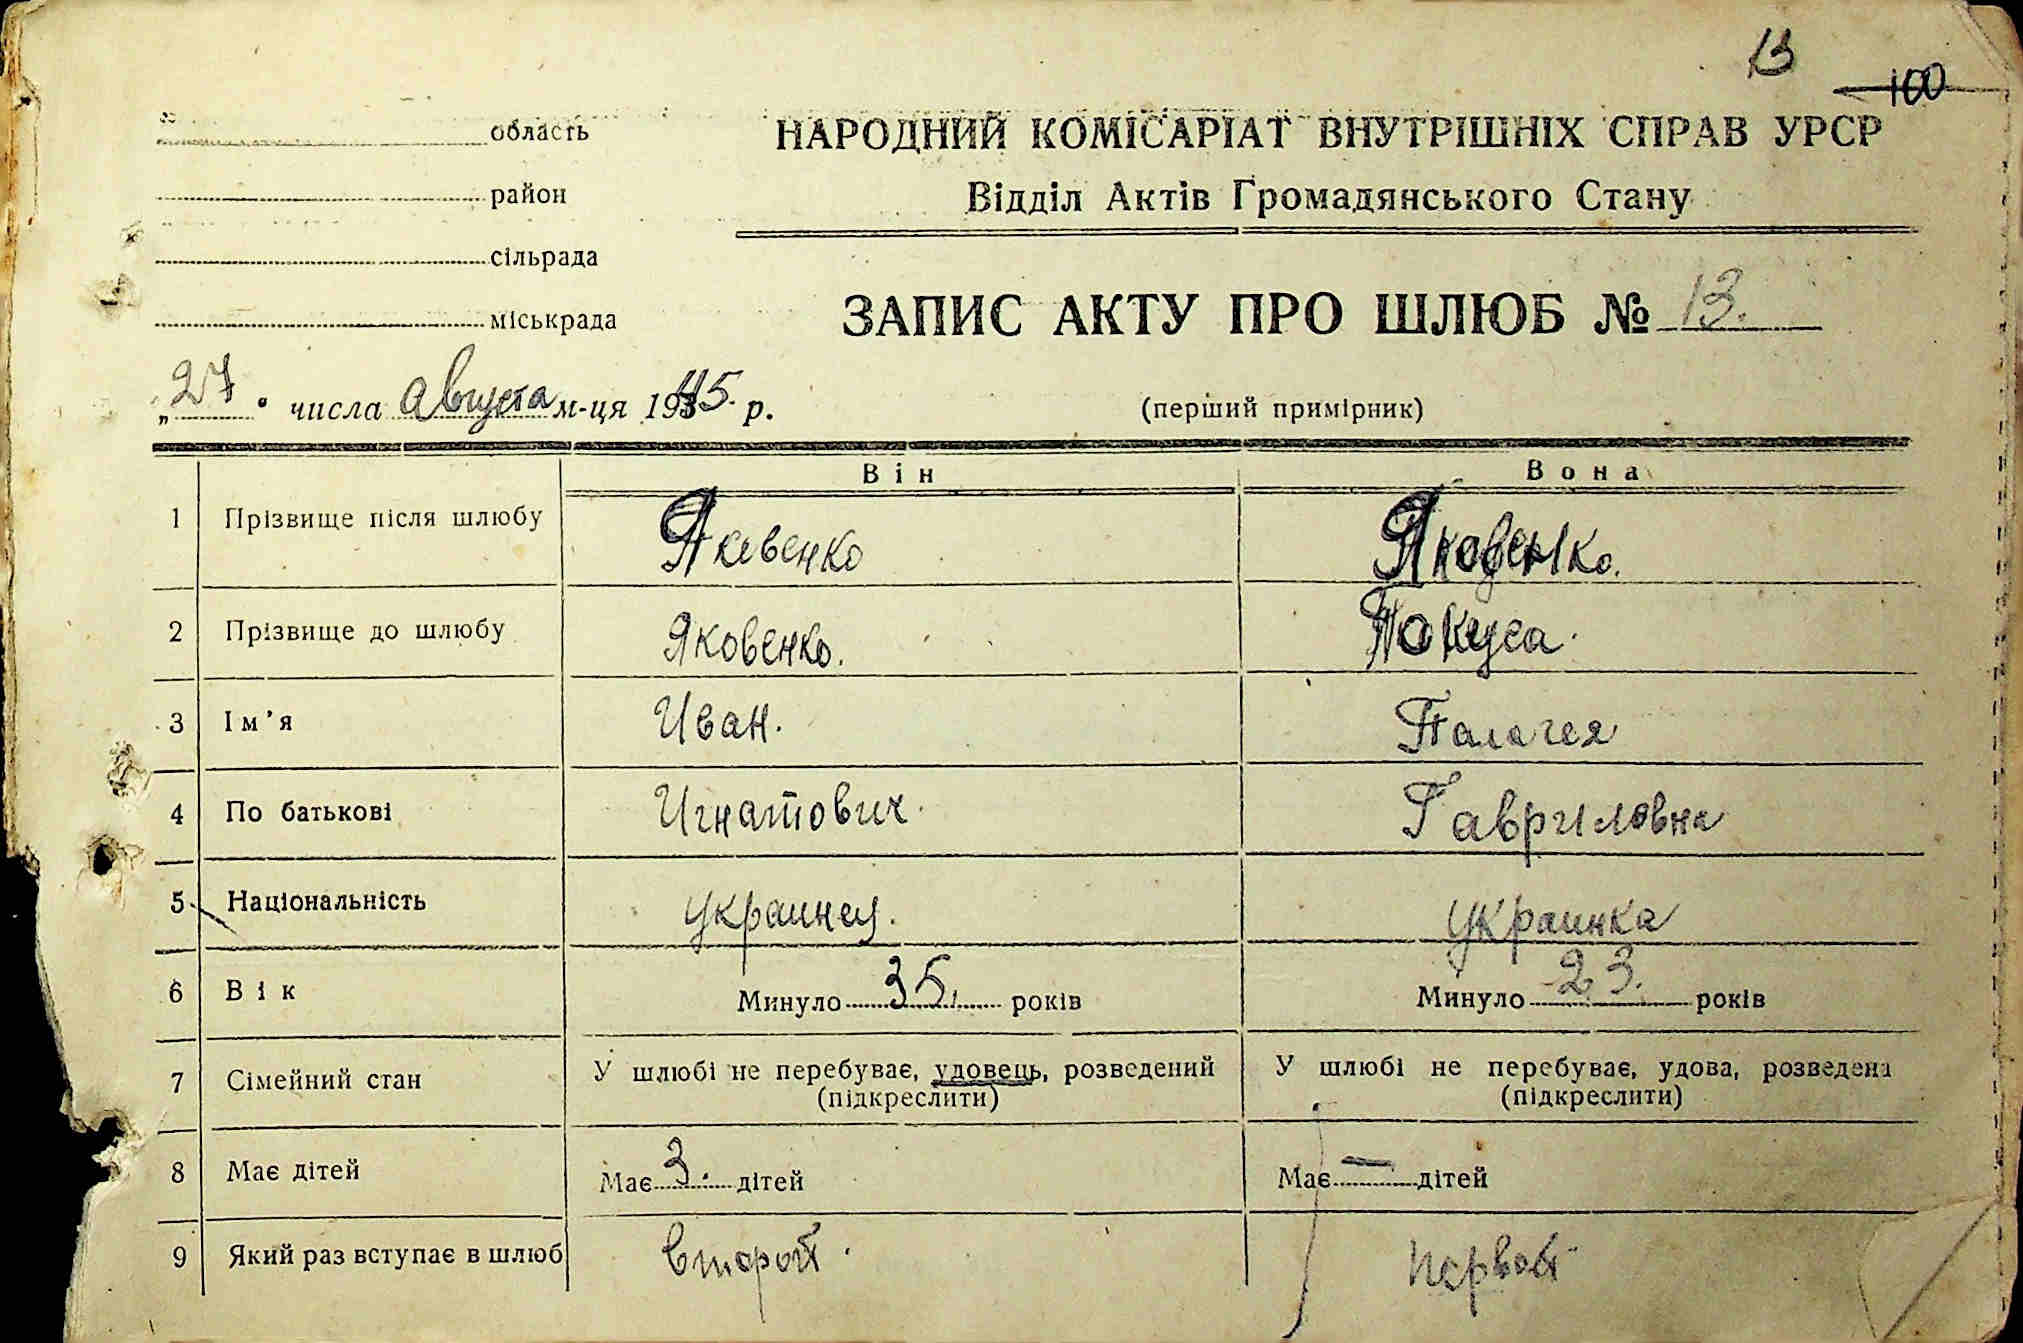 13
100
область
НАРОДНИЙ КОМІСАРІАТ ВНУТРІШНІХ СПРАВ УРСР
район
Відділ Актів Громадянського Стану
сільрада
міськрада
ЗАПИС АКТУ ПРО ШЛЮБ № 13.
„27" числа Августа м-ця 1945. р.
(перший примірник)
Він Вона
1 Прізвище після шлюбу Яковенко Яковенко.
2 Прізвище до шлюбу Яковенко. Покуса.
3 Ім'я Иван. Палагея
4 По батькові Игнатович. Гавриловна
5 Національність украинец. украинка
6 Вік Минуло 35. років Минуло 23. років
7 Сімейний стан У шлюбі не перебуває, удовець, розведений У шлюбі не перебуває, удова, розведена
(підкреслити) (підкреслити)
8 Має дітей Має 3. дітей Має — дітей
9 Який раз вступає в шлюб второй. первой